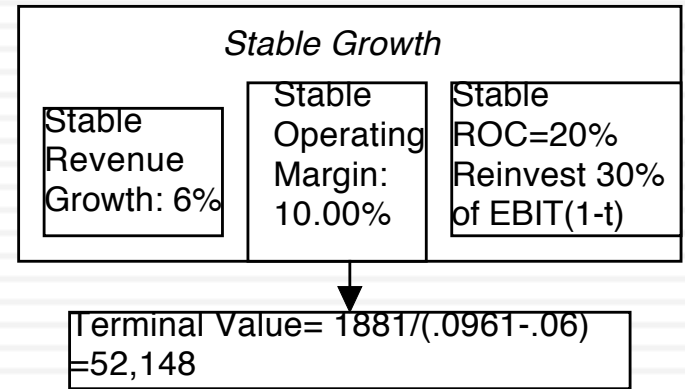 Stable Growth
Stable
Revenue
Growth: 6%
Stable
Operating
Margin:
10.00%
Stable
ROC=20%
Reinvest 30%
of EBIT(1-t)
Terminal Value= 1881/(.0961-.06)
=52,148